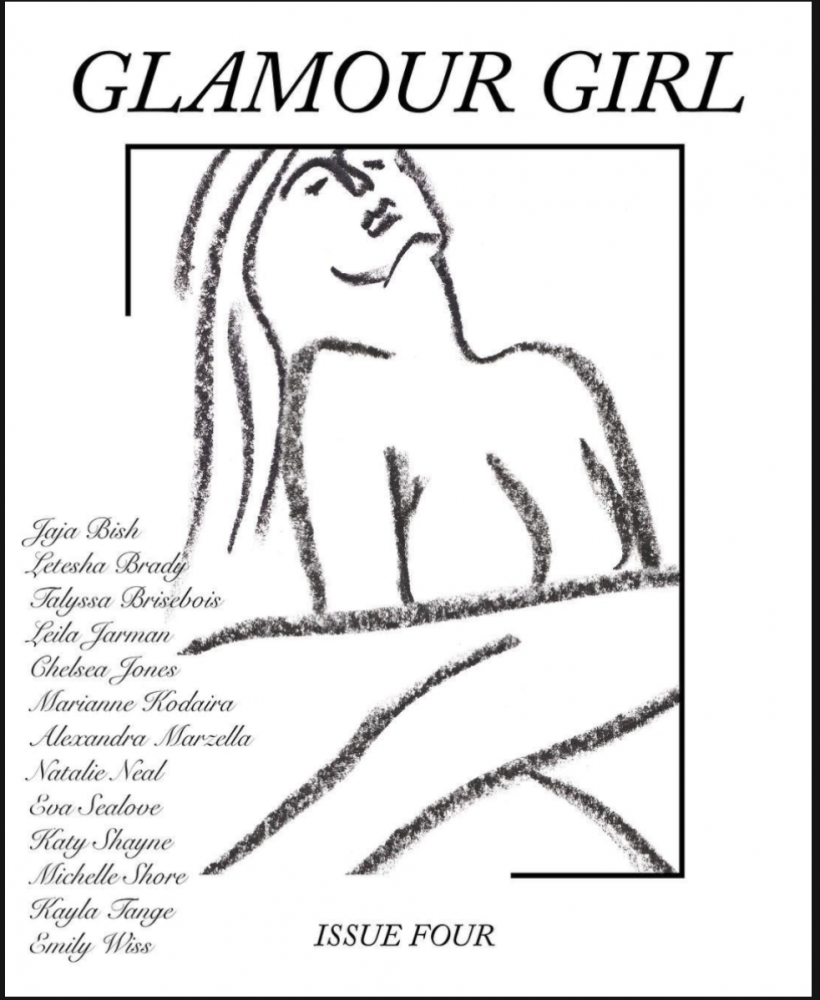 GLAMOUR GIRL
Jaja Bish
Letesha Brady
Talyssa Brisebois
Leila Jarman
Chelsea Jones
Marianne Kodaira
Alexandra Marzella
Natalie Neal
Eva Sealove
Katy Shayne
Michelle Shore
Kayla Tange
Emily Wiss
ISSUE FOUR